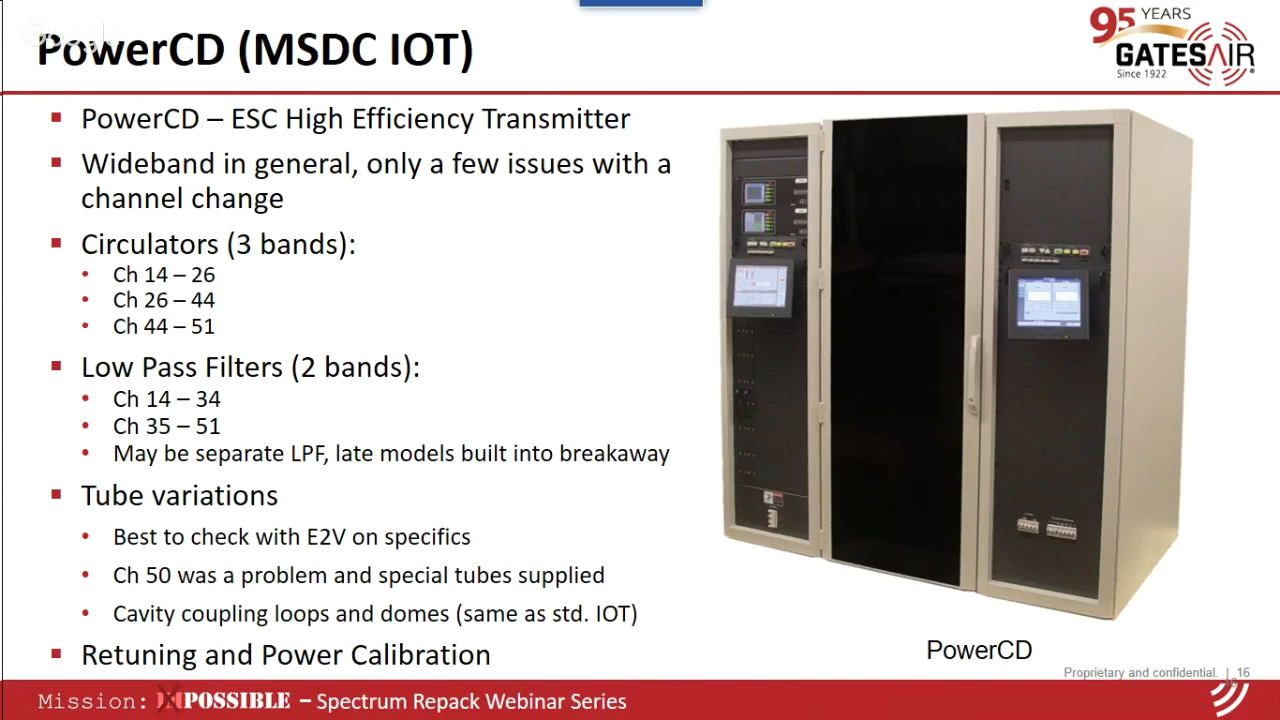 PowerCD (MSDC IOT)
95 YEARS
GATESAIR
Since 1922
▪ PowerCD – ESC High Efficiency Transmitter
▪ Wideband in general, only a few issues with a
channel change
▪ Circulators (3 bands):
• Ch 14 – 26
• Ch 26 – 44
• Ch 44 – 51
▪ Low Pass Filters (2 bands):
• Ch 14 – 34
• Ch 35 – 51
• May be separate LPF, late models built into breakaway
▪ Tube variations
• Best to check with E2V on specifics
• Ch 50 was a problem and special tubes supplied
• Cavity coupling loops and domes (same as std. IOT)
▪ Retuning and Power Calibration
PowerCD
Proprietary and confidential. | 16
Mission: IMPOSSIBLE – Spectrum Repack Webinar Series